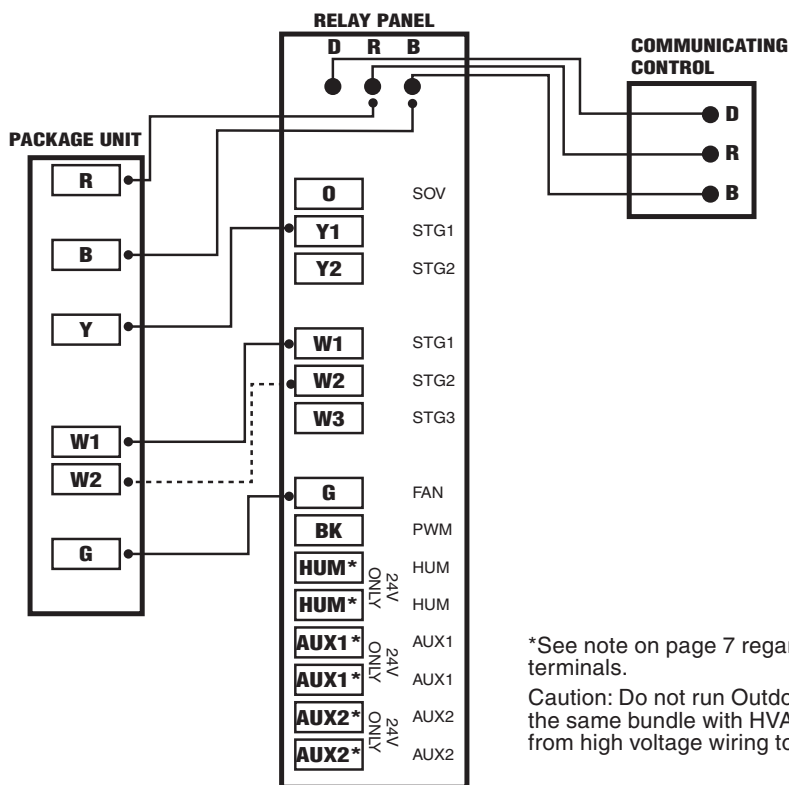 RELAY PANEL
D R B
COMMUNICATING
CONTROL
D
R
B
PACKAGE UNIT
R
B
Y
W1
W2
G
O SOV
Y1 STG1
Y2 STG2
W1 STG1
W2 STG2
W3 STG3
G FAN
BK PWM
HUM* HUM
HUM* HUM
24V
ONLY
AUX1* AUX1
AUX1* AUX1
24V
ONLY
AUX2* AUX2
AUX2* AUX2
24V
ONLY
*See note on page 7
terminals.
Caution: Do not run
the same bundle with
from high voltage wiring to